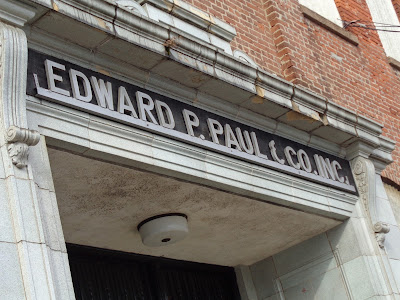 EDWARD P. PAUL & CO. INC.